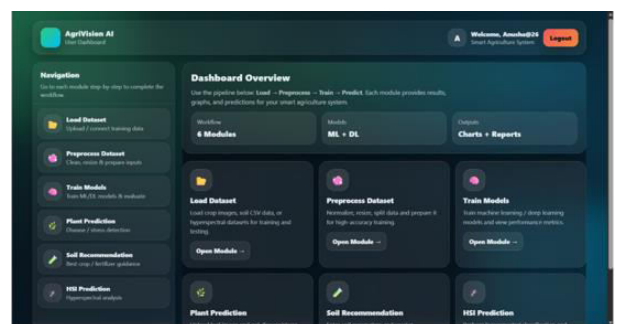 AgriVision AI
User Dashboard
A
Welcome, Anusha@26
Smart Agriculture System
Logout
Navigation
Go to each module step-by-step to complete the
workflow.
Load Dataset
Upload / connect training data
Preprocess Dataset
Clean, resize & prepare inputs
Train Models
Train ML/DL models & evaluate
Plant Prediction
Disease / stress detection
Soil Recommendation
Best crop / fertilizer guidance
HSI Prediction
Hyperspectral analysis
Dashboard Overview
Use the pipeline below: Load → Preprocess → Train → Predict. Each module provides results,
graphs, and predictions for your smart agriculture system.
Workflow
6 Modules
Models
ML + DL
Outputs
Charts + Reports
Load Dataset
Load crop images, soil CSV data, or
hyperspectral datasets for training and
testing.
Open Module →
Preprocess Dataset
Normalize, resize, split data and prepare it
for high-accuracy training.
Open Module →
Train Models
Train machine learning / deep learning
models and view performance metrics.
Open Module →
Plant Prediction
Soil Recommendation
HSI Prediction